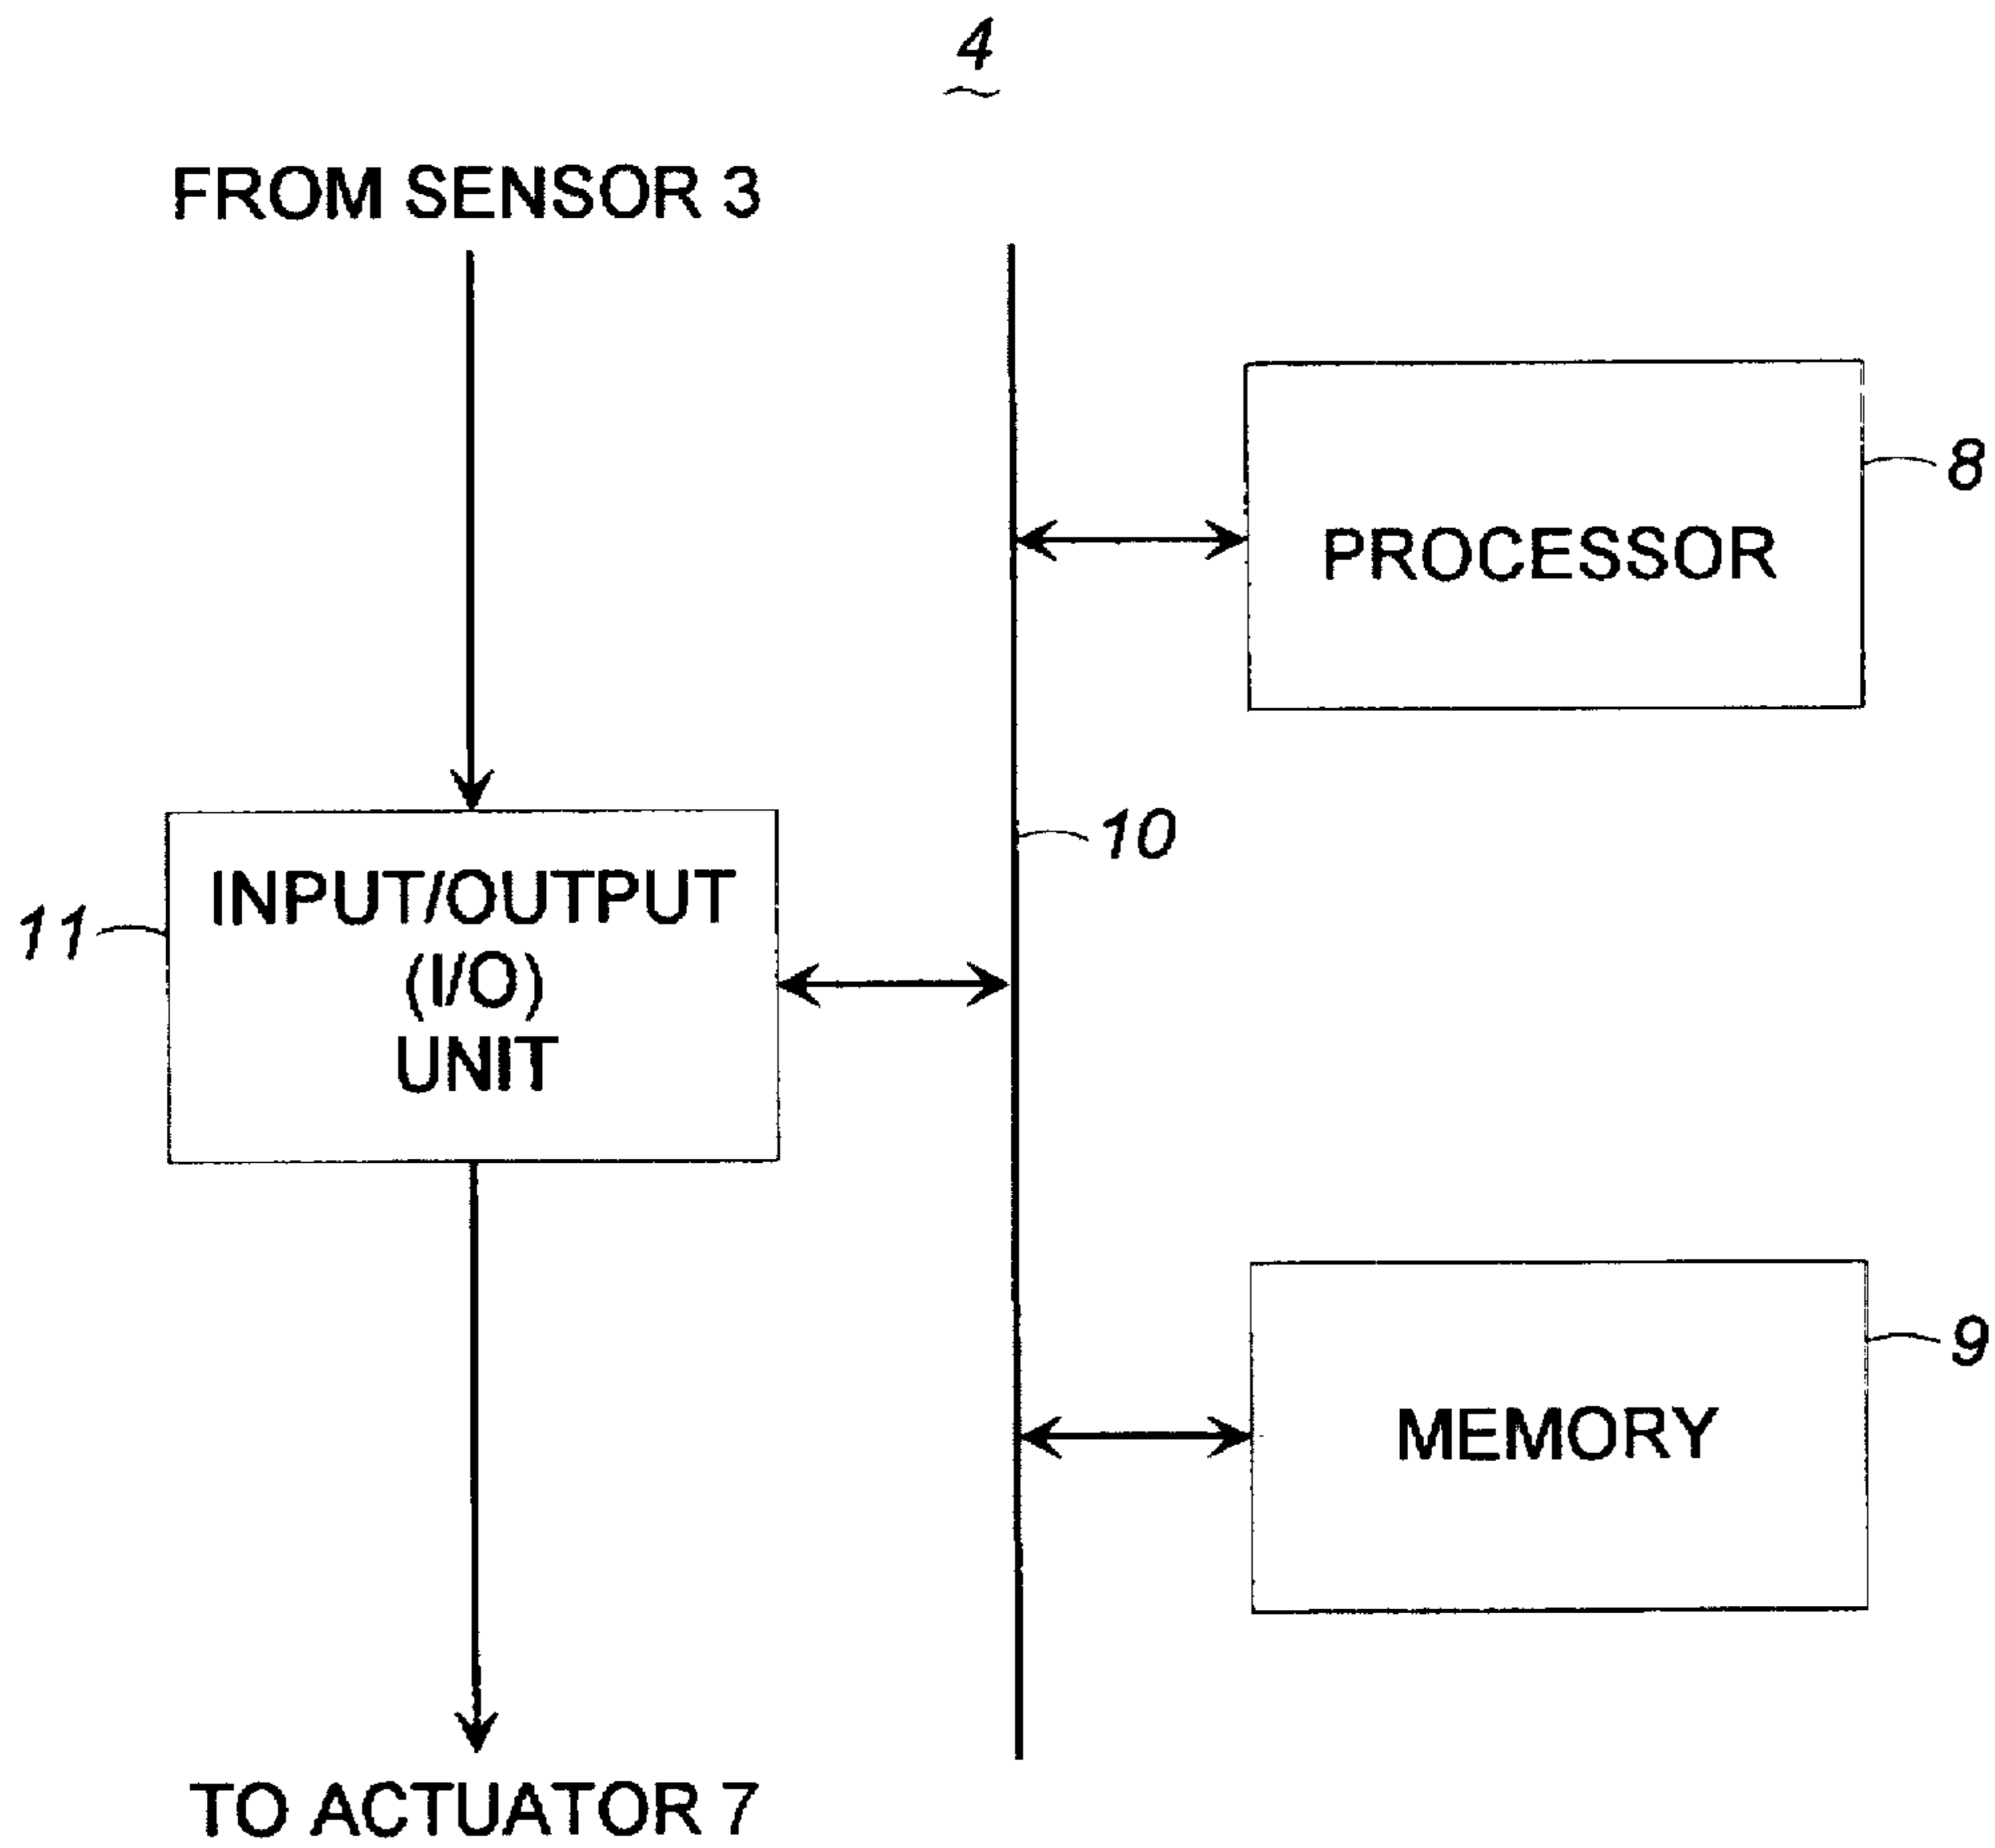 4
FROM SENSOR 3
8
PROCESSOR
10
11
INPUT/OUTPUT
(I/O)
UNIT
9
MEMORY
TO ACTUATOR 7